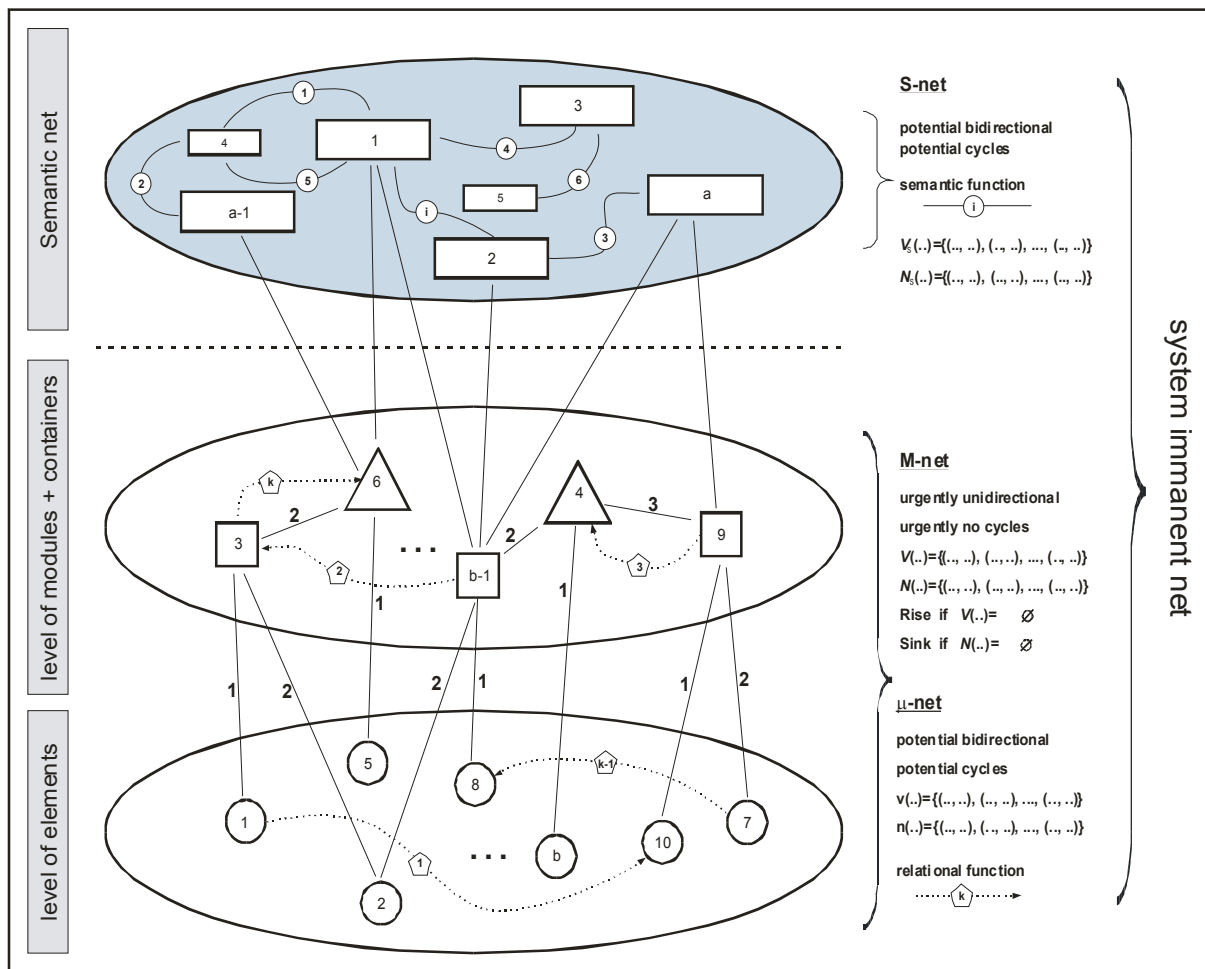 Semantic net
1
4
2
5
a-1
1
4
3
6
5
i
2
3
a
S-net
potential bidirectional
potential cycles
semantic function
i
Vs(..)={(.., ..), (.., ..), ..., (.., ..)}
Ns(..)={(.., ..), (.., ..), ..., (.., ..)}
system immanent net
level of modules + containers
k
6
2
3
2
...
1
b-1
2
4
3
3
9
1
M-net
urgently unidirectional
urgently no cycles
V(..)={(.., ..), (.., ..), ..., (.., ..)}
N(..)={(.., ..), (.., ..), ..., (.., ..)}
Rise if V(..)= ∅
Sink if N(..)= ∅
1
2
2
1
1
2
level of elements
5
8
k-1
7
1
1
2
...
b
10
μ-net
potential bidirectional
potential cycles
v(..)={(.., ..), (.., ..), ..., (.., ..)}
n(..)={(.., ..), (.., ..), ..., (.., ..)}
relational function
k